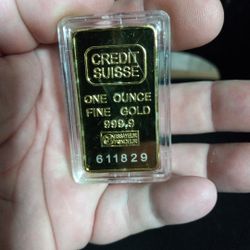 CREDIT
SUISSE
ONE OUNCE
FINE GOLD
999,9
611829